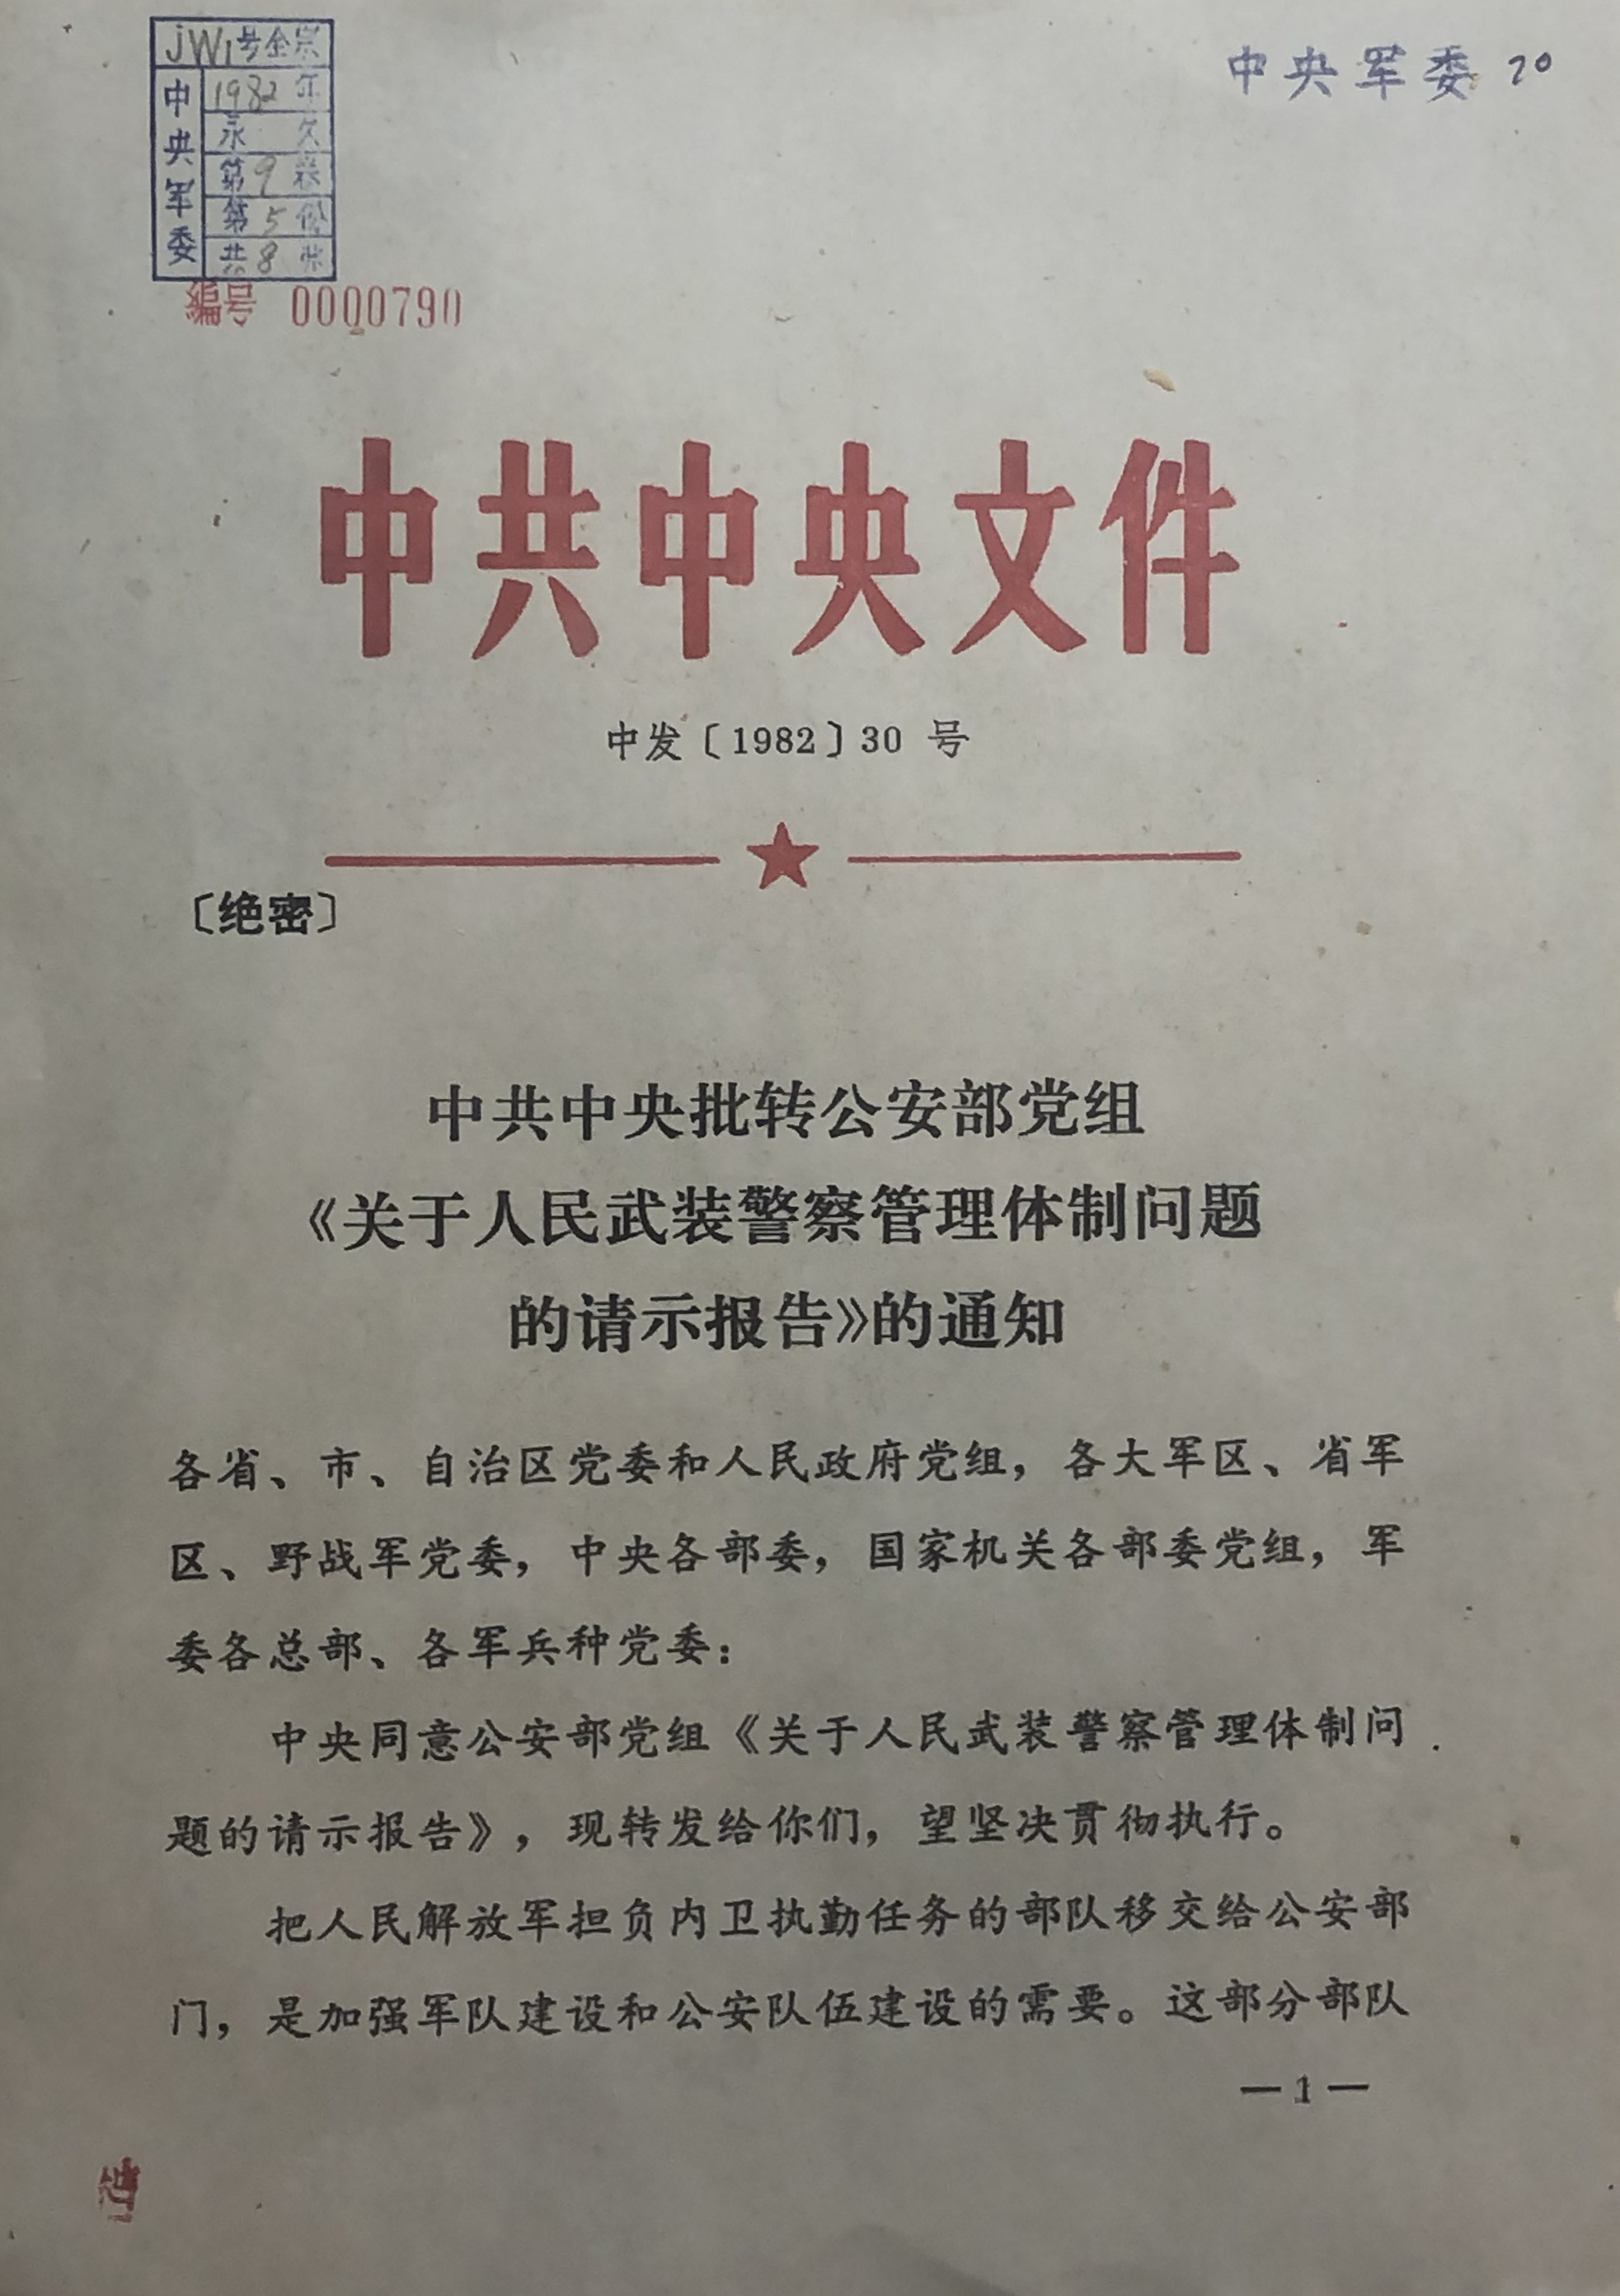 JW1号全宗
中央军委
1982年
永久
第9卷
第5份
共8张
中央军委 70
编号 0000790
中共中央文件
中发〔1982〕30 号
〔绝密〕
中共中央批转公安部党组
《关于人民武装警察管理体制问题
的请示报告》的通知
各省、市、自治区党委和人民政府党组，各大军区、省军
区、野战军党委，中央各部委，国家机关各部委党组，军
委各总部、各军兵种党委：
中央同意公安部党组《关于人民武装警察管理体制问
题的请示报告》，现转发给你们，望坚决贯彻执行。
把人民解放军担负内卫执勤任务的部队移交给公安部
门，是加强军队建设和公安队伍建设的需要。这部分部队
—1—